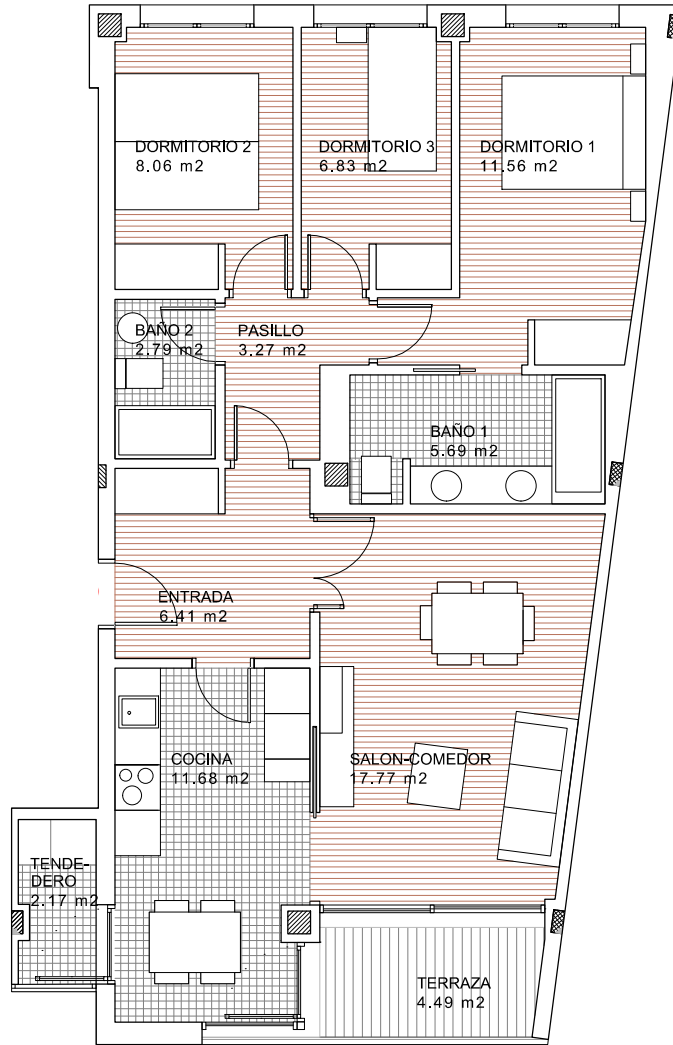 DORMITORIO 2
8.06 m2
DORMITORIO 3
6.83 m2
DORMITORIO 1
11.56 m2
BAÑO 2
2.79 m2
PASILLO
3.27 m2
BAÑO 1
5.69 m2
ENTRADA
6.41 m2
COCINA
11.68 m2
SALON-COMEDOR
17.77 m2
TENDE-
DERO
2.17 m2
TERRAZA
4.49 m2